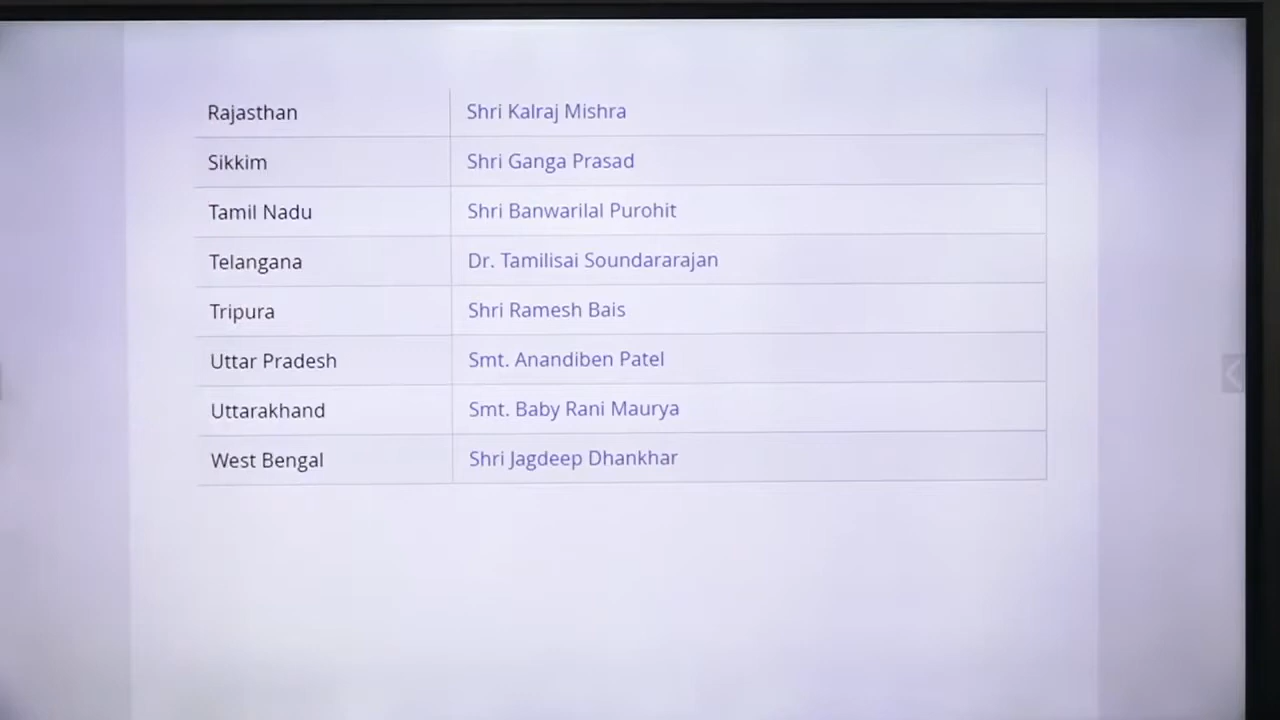 Rajasthan Shri Kalraj Mishra
Sikkim Shri Ganga Prasad
Tamil Nadu Shri Banwarilal Purohit
Telangana Dr. Tamilisai Soundararajan
Tripura Shri Ramesh Bais
Uttar Pradesh Smt. Anandiben Patel
Uttarakhand Smt. Baby Rani Maurya
West Bengal Shri Jagdeep Dhankhar